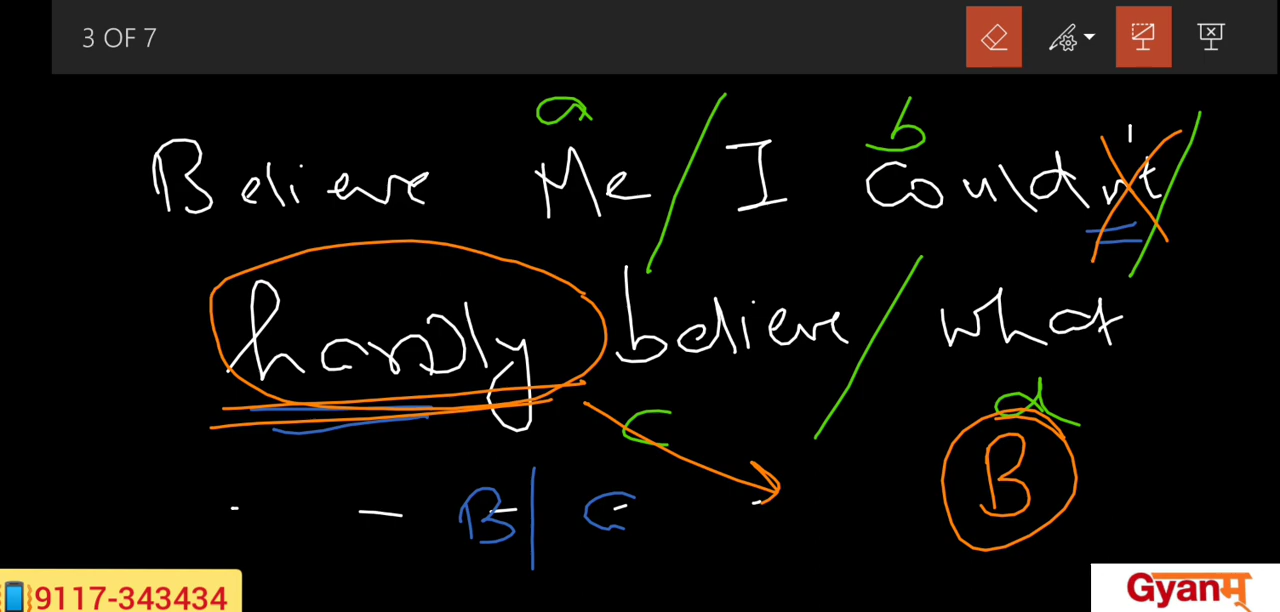 3 OF 7
a b
Believe Me / I Couldn't /
hardly believe / what
c d
B | C B
9117-343434
Gyanम्